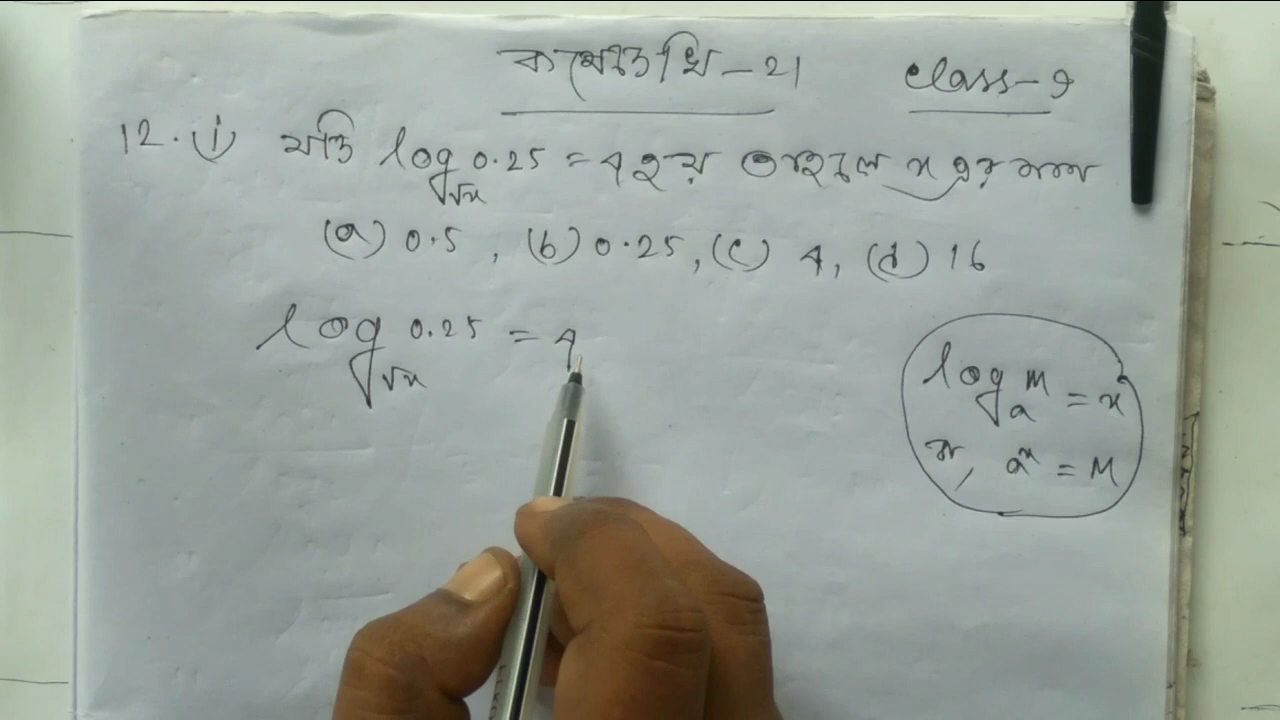 কষে দেখি - 21 Class - 9
12. (i) যদি log√x 0.25 = 4 হয় তাহলে x এর মান
(a) 0.5, (b) 0.25, (c) 4, (d) 16
log√x 0.25 = 4
logₐ M = x
বা, aˣ = M